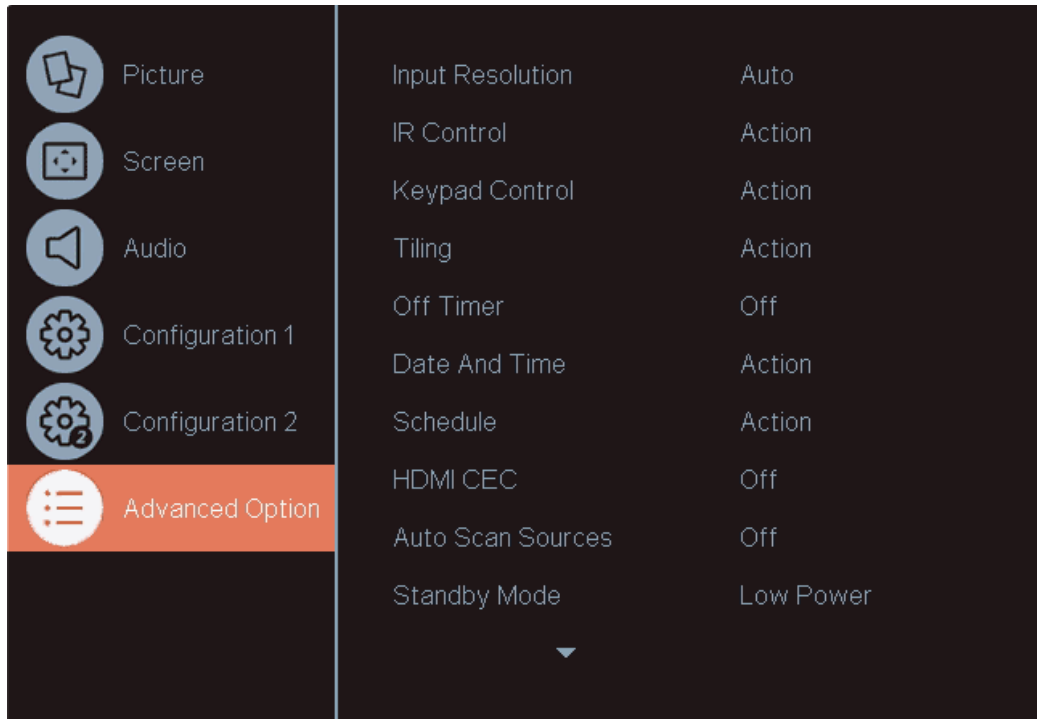 Picture
Screen
Audio
Configuration 1
Configuration 2
2
Advanced Option
Input Resolution Auto
IR Control Action
Keypad Control Action
Tiling Action
Off Timer Off
Date And Time Action
Schedule Action
HDMI CEC Off
Auto Scan Sources Off
Standby Mode Low Power